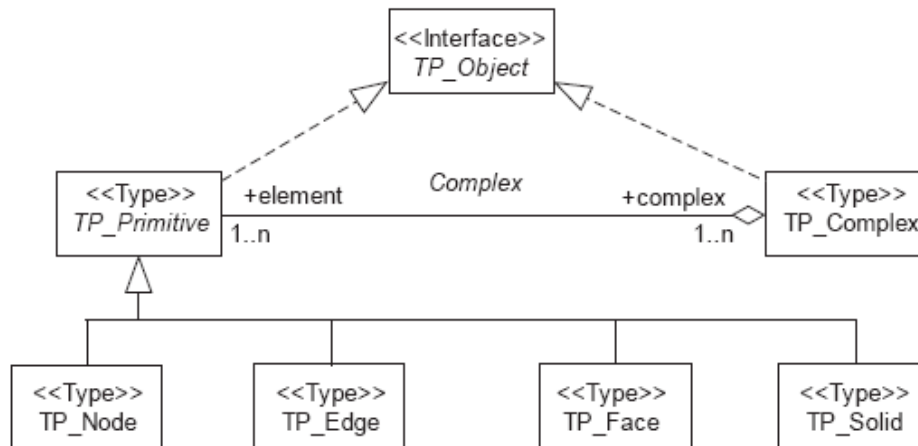 <<Interface>>
TP_Object
<<Type>>
TP_Primitive
+element
Complex
+complex
1..n
1..n
<<Type>>
TP_Complex
<<Type>>
TP_Node
<<Type>>
TP_Edge
<<Type>>
TP_Face
<<Type>>
TP_Solid